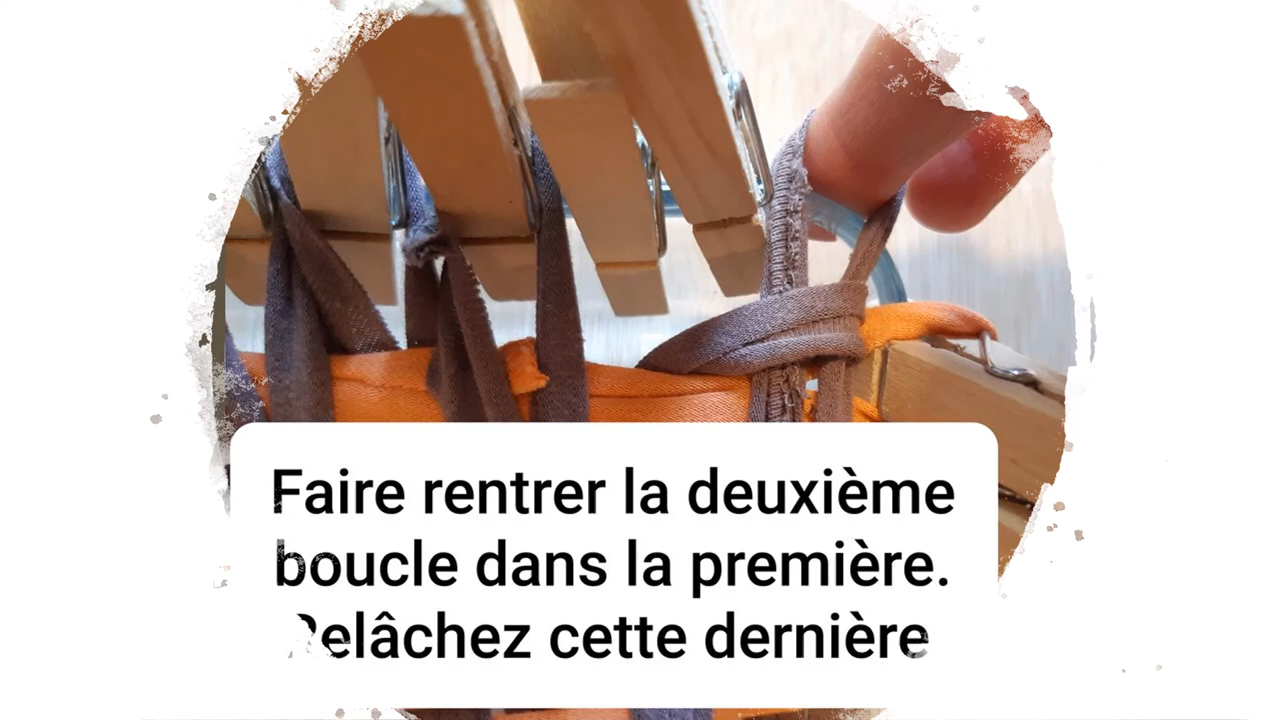 Faire rentrer la deuxième
boucle dans la première.
Relâchez cette dernière